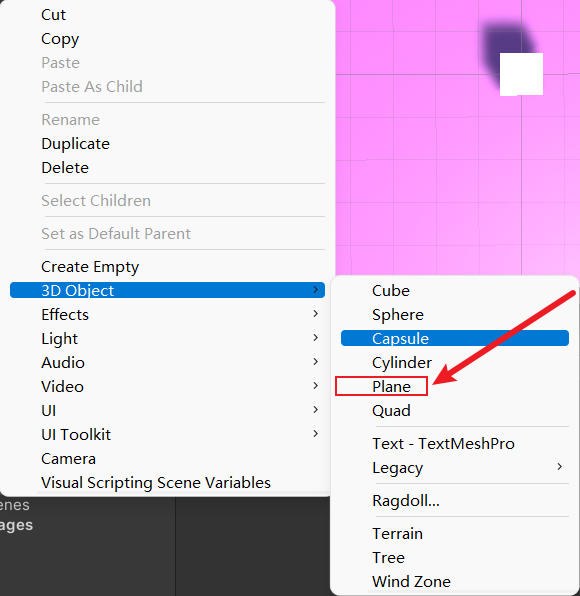 Cut
Copy
Paste
Paste As Child
Rename
Duplicate
Delete
Select Children
Set as Default Parent
Create Empty
3D Object
Effects
Light
Audio
Video
UI
UI Toolkit
Camera
Visual Scripting Scene Variables
Cube
Sphere
Capsule
Cylinder
Plane
Quad
Text - TextMeshPro
Legacy
Ragdoll...
Terrain
Tree
Wind Zone
enes
ages